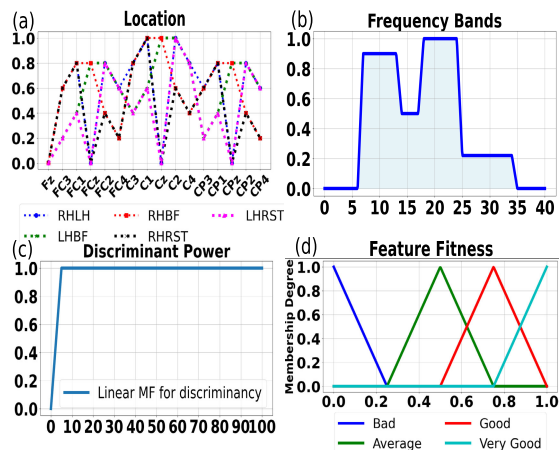 (a)
Location
1.0
0.8
0.6
0.4
0.2
0.0
Fz
FC3
FC1
FCz
FC2
FC4
C3
C1
Cz
C2
C4
CP3
CP1
CPz
CP2
CP4
RHLH
RHBF
LHRST
LHBF
RHRST
(b)
Frequency Bands
1.0
0.8
0.6
0.4
0.2
0.0
0 5 10 15 20 25 30 35 40
(c)
Discriminant Power
1.0
0.8
0.6
0.4
0.2
0.0
Linear MF for discriminancy
0 10 20 30 40 50 60 70 80 90 100
(d)
Feature Fitness
Membership Degree
1.0
0.8
0.6
0.4
0.2
0.0
0.0 0.2 0.4 0.6 0.8 1.0
Bad
Good
Average
Very Good